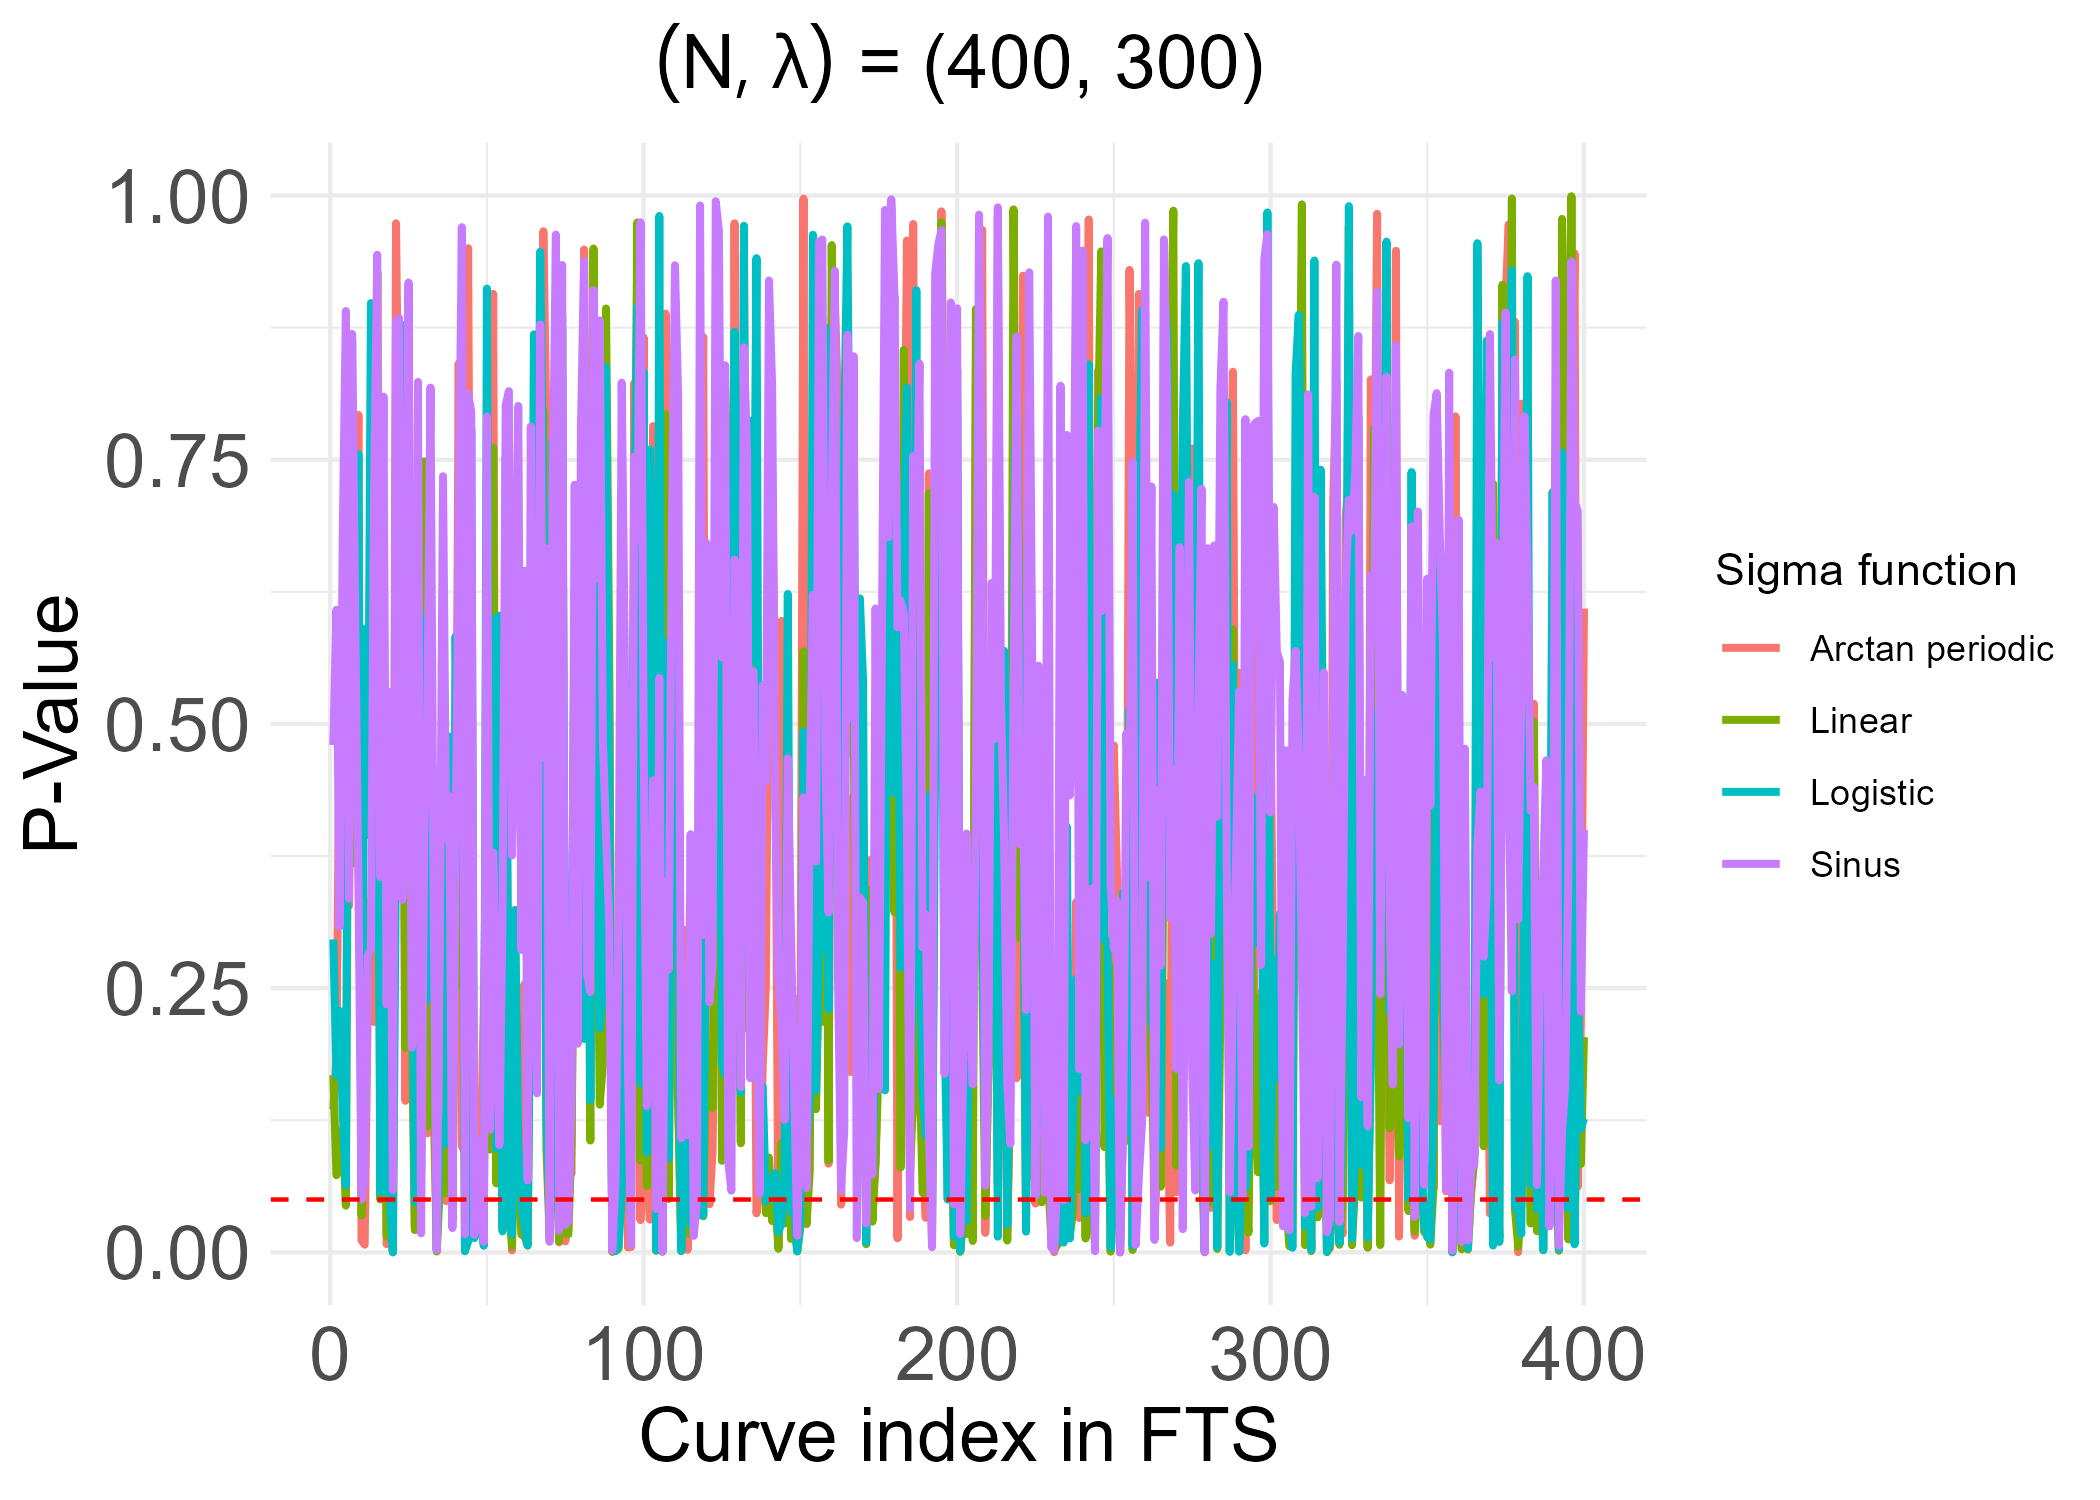 (N, λ) = (400, 300)
1.00
0.75
0.50
0.25
0.00
P-Value
0 100 200 300 400
Curve index in FTS
Sigma function
Arctan periodic
Linear
Logistic
Sinus